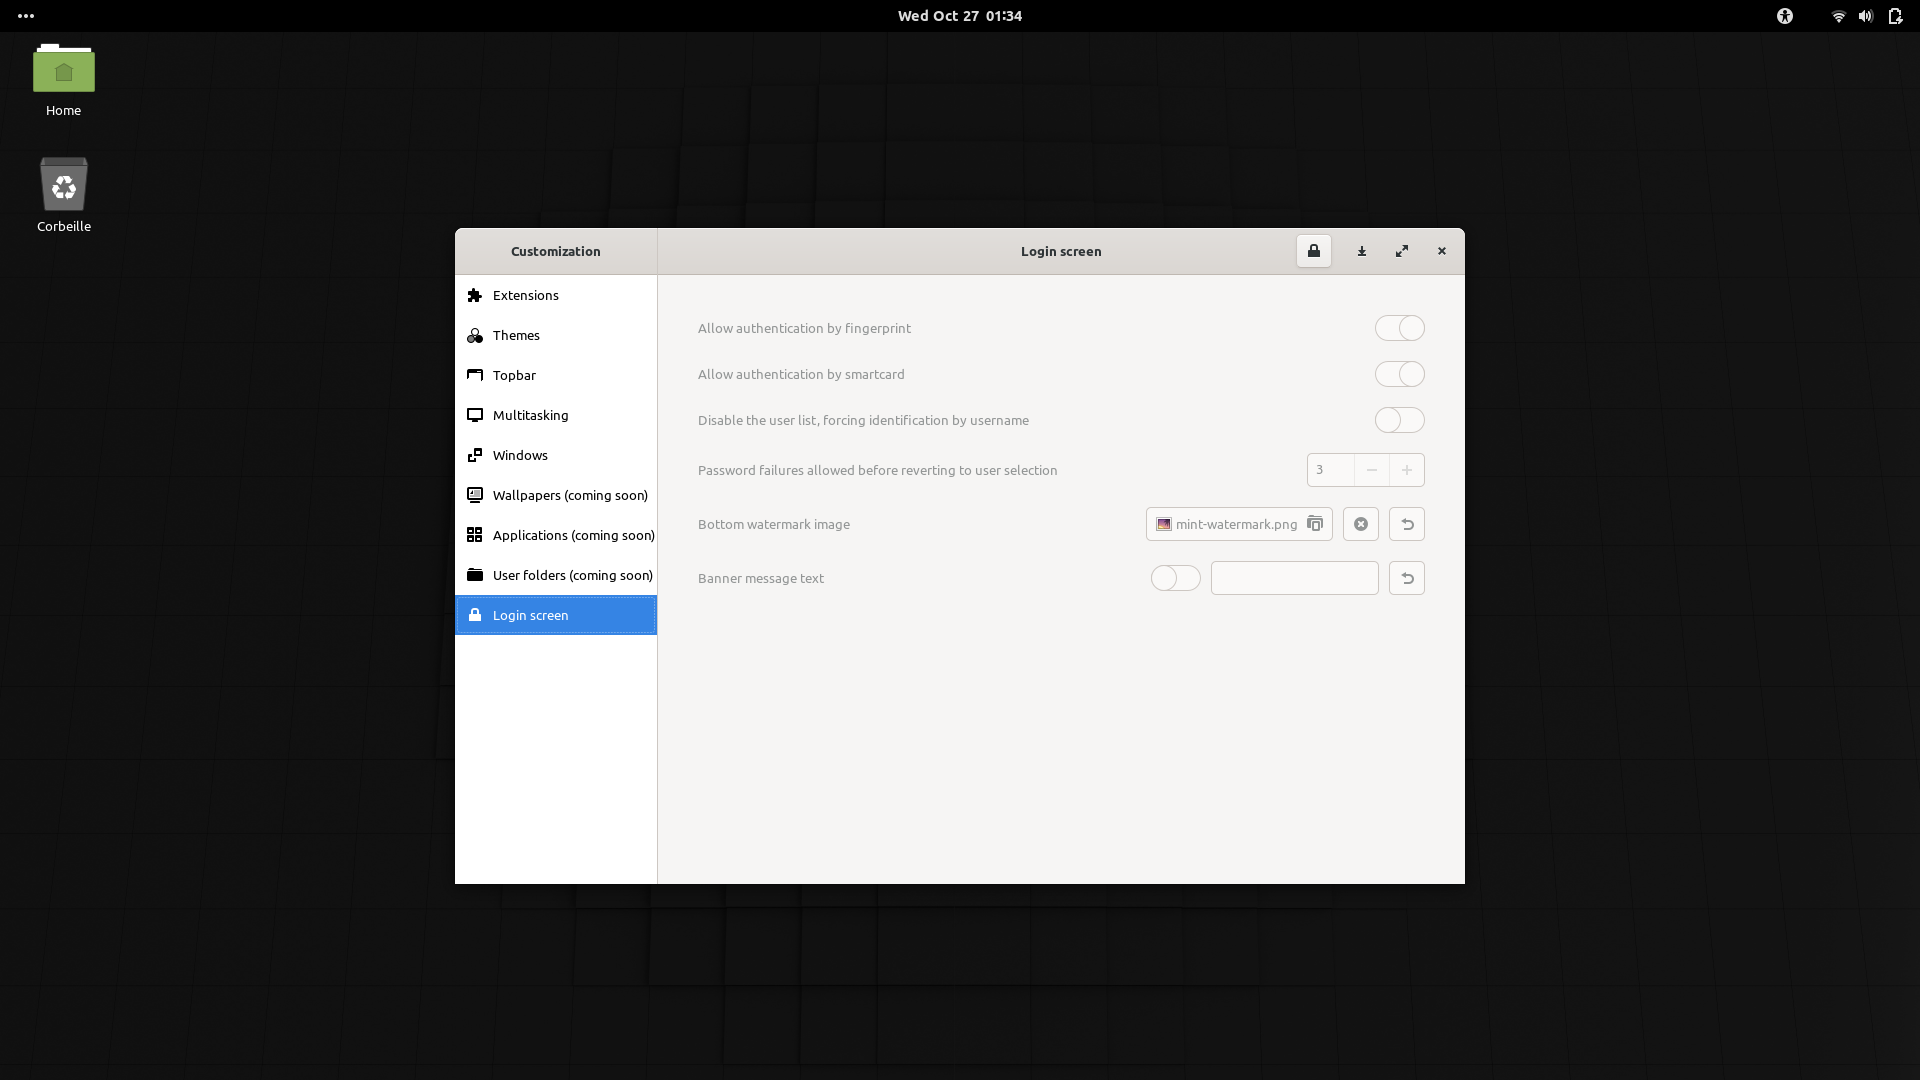 Wed Oct 27 01:34
Home
Corbeille
Customization
Login screen
Extensions
Themes
Topbar
Multitasking
Windows
Wallpapers (coming soon)
Applications (coming soon)
User folders (coming soon)
Login screen
Allow authentication by fingerprint
Allow authentication by smartcard
Disable the user list, forcing identification by username
Password failures allowed before reverting to user selection
3
Bottom watermark image
mint-watermark.png
Banner message text